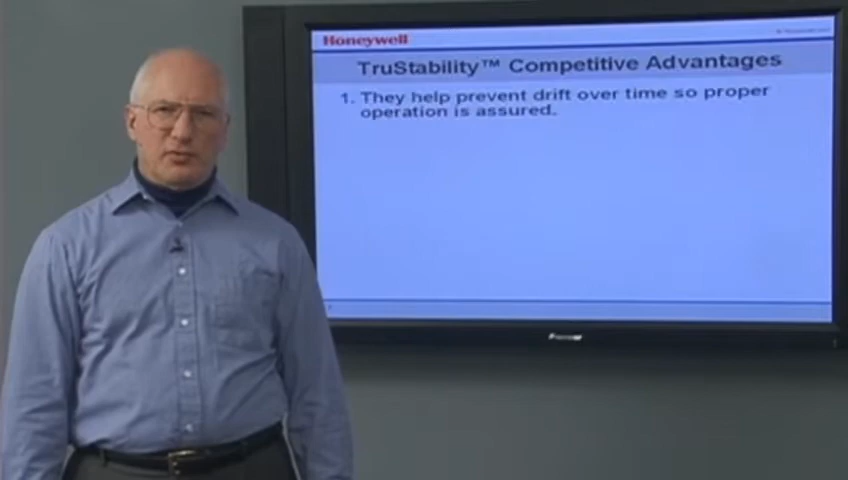 Honeywell
TruStability™ Competitive Advantages
1. They help prevent drift over time so proper
operation is assured.